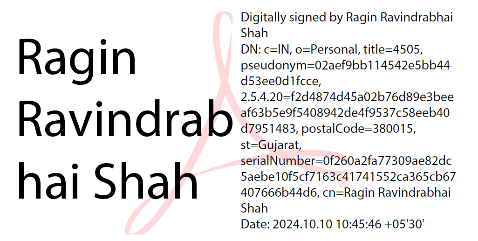 Ragin
Ravindrab
hai Shah
Digitally signed by Ragin Ravindrabhai
Shah
DN: c=IN, o=Personal, title=4505,
pseudonym=02aef9bb114542e5bb44
d53ee0d1fcce,
2.5.4.20=f2d4874d45a02b76d89e3bee
af63b5e9f5408942de4f9537c58eeb40
d7951483, postalCode=380015,
st=Gujarat,
serialNumber=0f260a2fa77309ae82dc
5aebe10f5cf7163c41741552ca365cb67
407666b44d6, cn=Ragin Ravindrabhai
Shah
Date: 2024.10.10 10:45:46 +05'30'